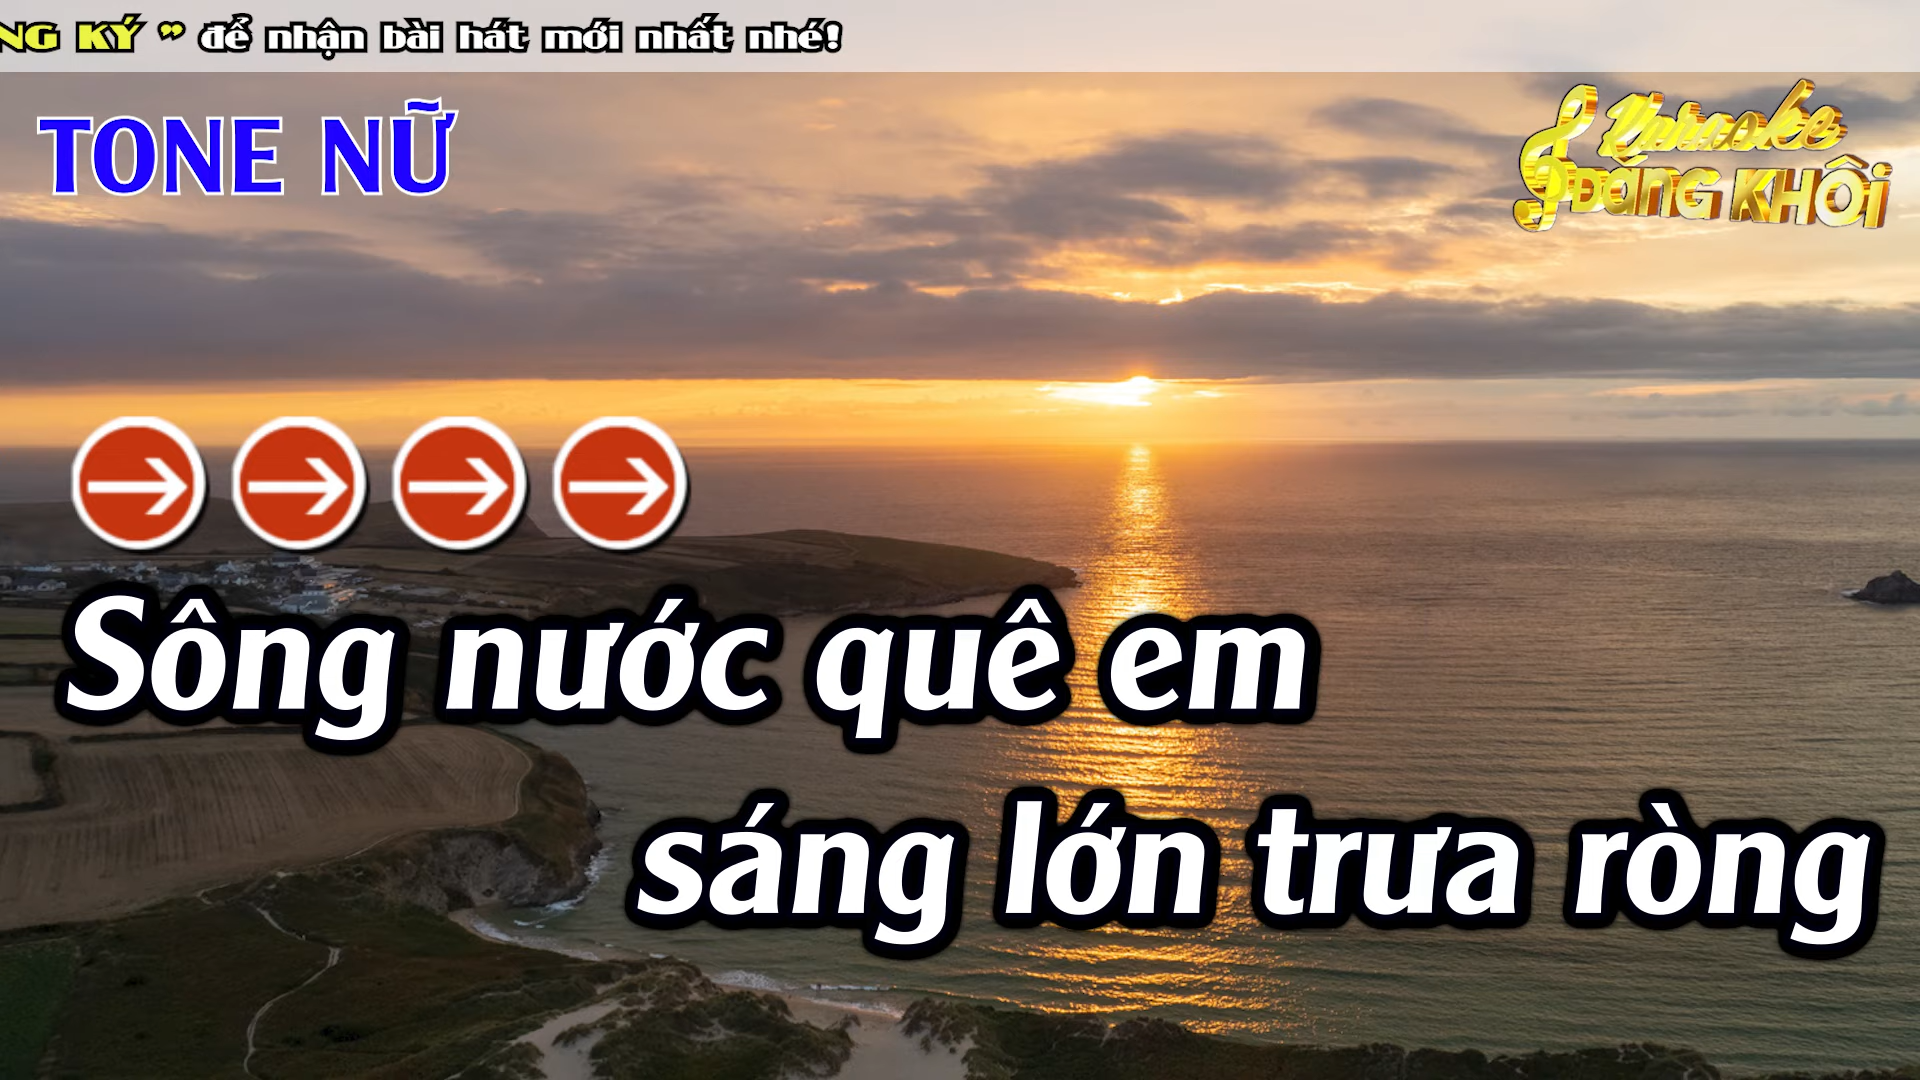 NG KÝ ” để nhận bài hát mới nhất nhé!
TONE NỮ
Karaoke
ĐANG KHÔI
Sông nước quê em
sáng lớn trưa ròng